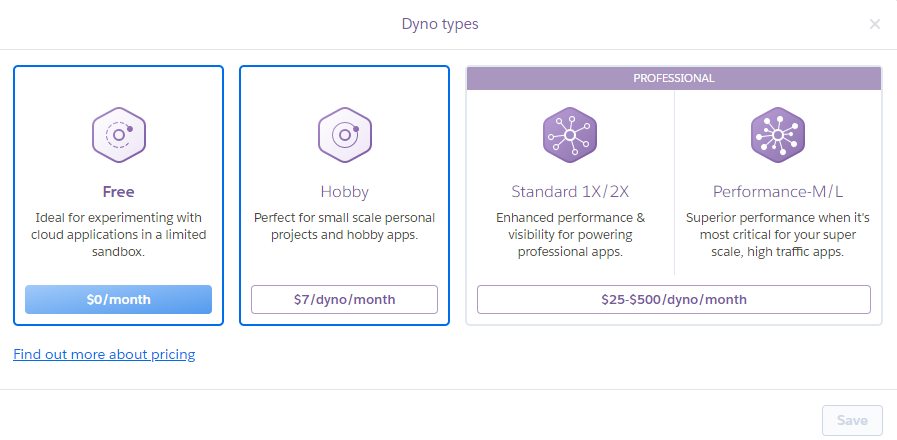 Dyno types
×
PROFESSIONAL
Free
Ideal for experimenting with
cloud applications in a limited
sandbox.
$0/month
Hobby
Perfect for small scale personal
projects and hobby apps.
$7/dyno/month
Standard 1X/2X
Enhanced performance &
visibility for powering
professional apps.
Performance-M/L
Superior performance when it's
most critical for your super
scale, high traffic apps.
$25-$500/dyno/month
Find out more about pricing
Save